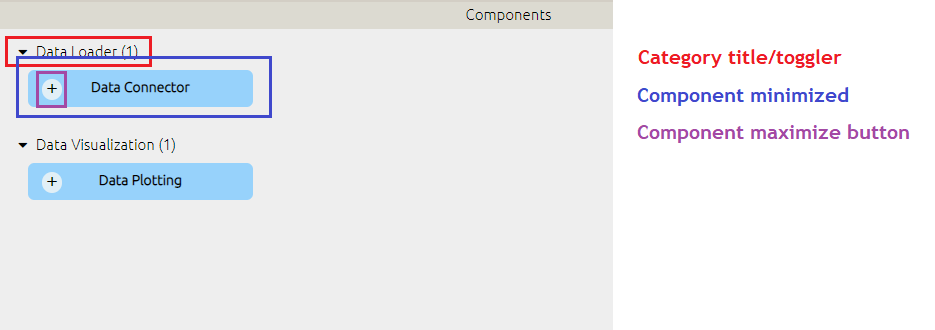 Components
Data Loader (1)
Category title/toggler
+ Data Connector
Component minimized
Component maximize button
Data Visualization (1)
+ Data Plotting